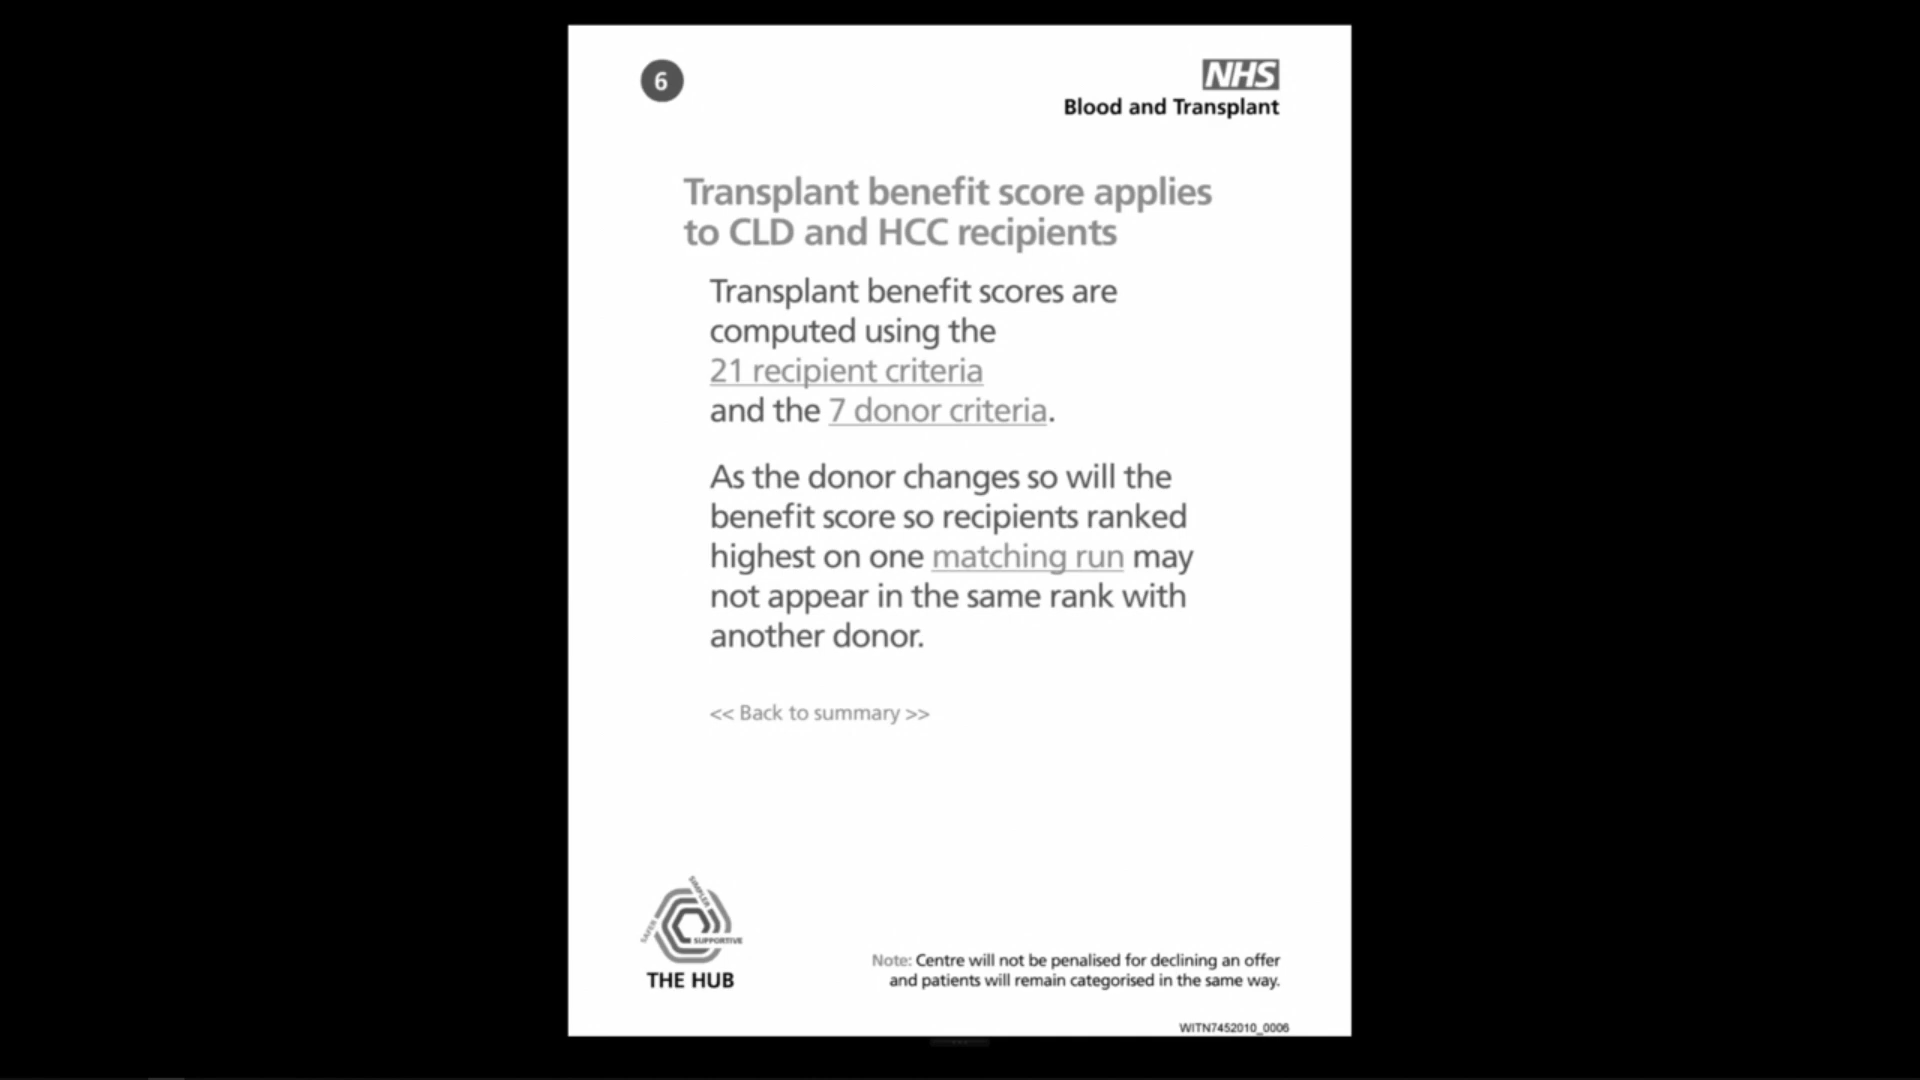 6
NHS
Blood and Transplant
Transplant benefit score applies
to CLD and HCC recipients
Transplant benefit scores are
computed using the
21 recipient criteria
and the 7 donor criteria.
As the donor changes so will the
benefit score so recipients ranked
highest on one matching run may
not appear in the same rank with
another donor.
<< Back to summary >>
SAFER
SIMPLER
SUPPORTIVE
THE HUB
Note: Centre will not be penalised for declining an offer
and patients will remain categorised in the same way.
WITN7452010_0006